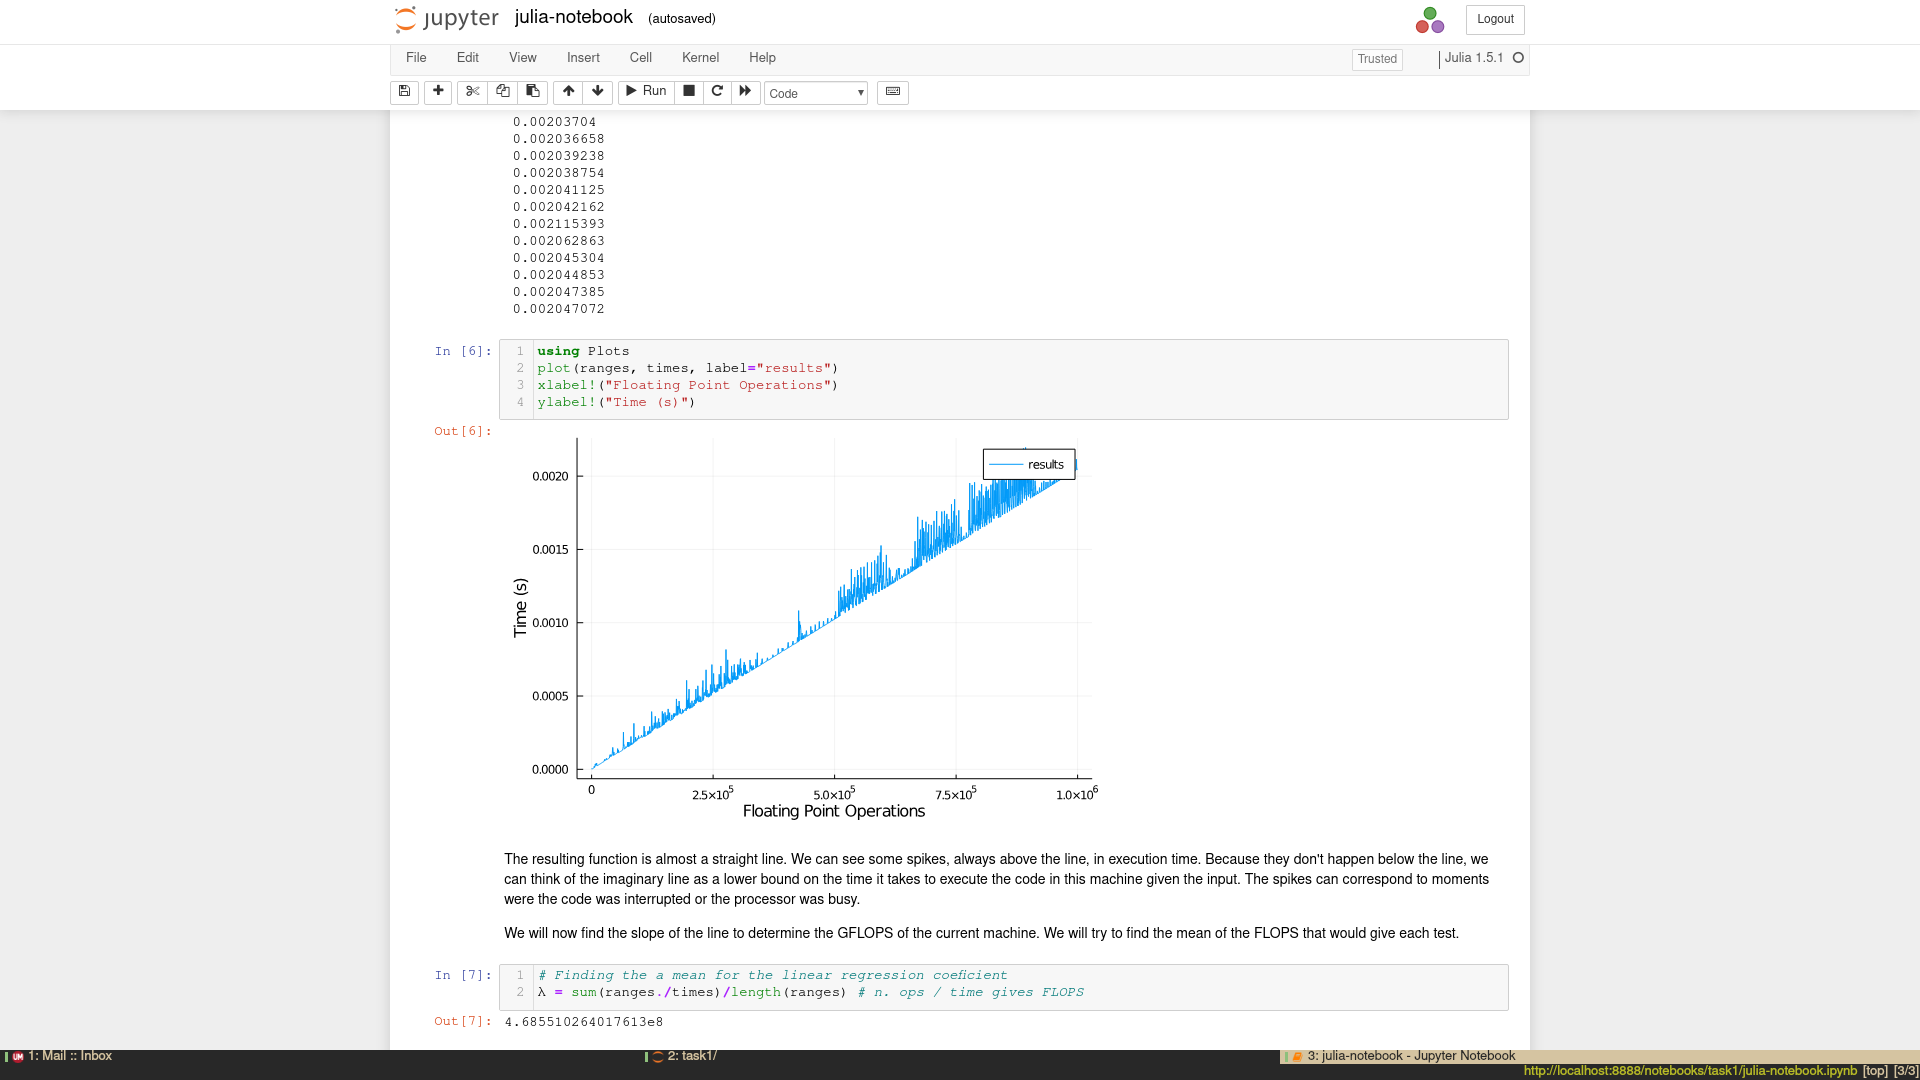 jupyter julia-notebook (autosaved) Logout
File Edit View Insert Cell Kernel Help Trusted Julia 1.5.1
Run Code
0.00203704
0.002036658
0.002039238
0.002038754
0.002041125
0.002042162
0.002115393
0.002062863
0.002045304
0.002044853
0.002047385
0.002047072
In [6]:
1 using Plots
2 plot(ranges, times, label="results")
3 xlabel!("Floating Point Operations")
4 ylabel!("Time (s)")
Out[6]:
results
0.0020
0.0015
0.0010
0.0005
0.0000
Time (s)
0 2.5×10⁵ 5.0×10⁵ 7.5×10⁵ 1.0×10⁶
Floating Point Operations
The resulting function is almost a straight line. We can see some spikes, always above the line, in execution time. Because they don't happen below the line, we
can think of the imaginary line as a lower bound on the time it takes to execute the code in this machine given the input. The spikes can correspond to moments
were the code was interrupted or the processor was busy.
We will now find the slope of the line to determine the GFLOPS of the current machine. We will try to find the mean of the FLOPS that would give each test.
In [7]:
1 # Finding the a mean for the linear regression coeficient
2 λ = sum(ranges./times)/length(ranges) # n. ops / time gives FLOPS
Out[7]: 4.685510264017613e8
1: Mail :: Inbox 2: task1/ 3: julia-notebook - Jupyter Notebook
http://localhost:8888/notebooks/task1/julia-notebook.ipynb [top] [3/3]